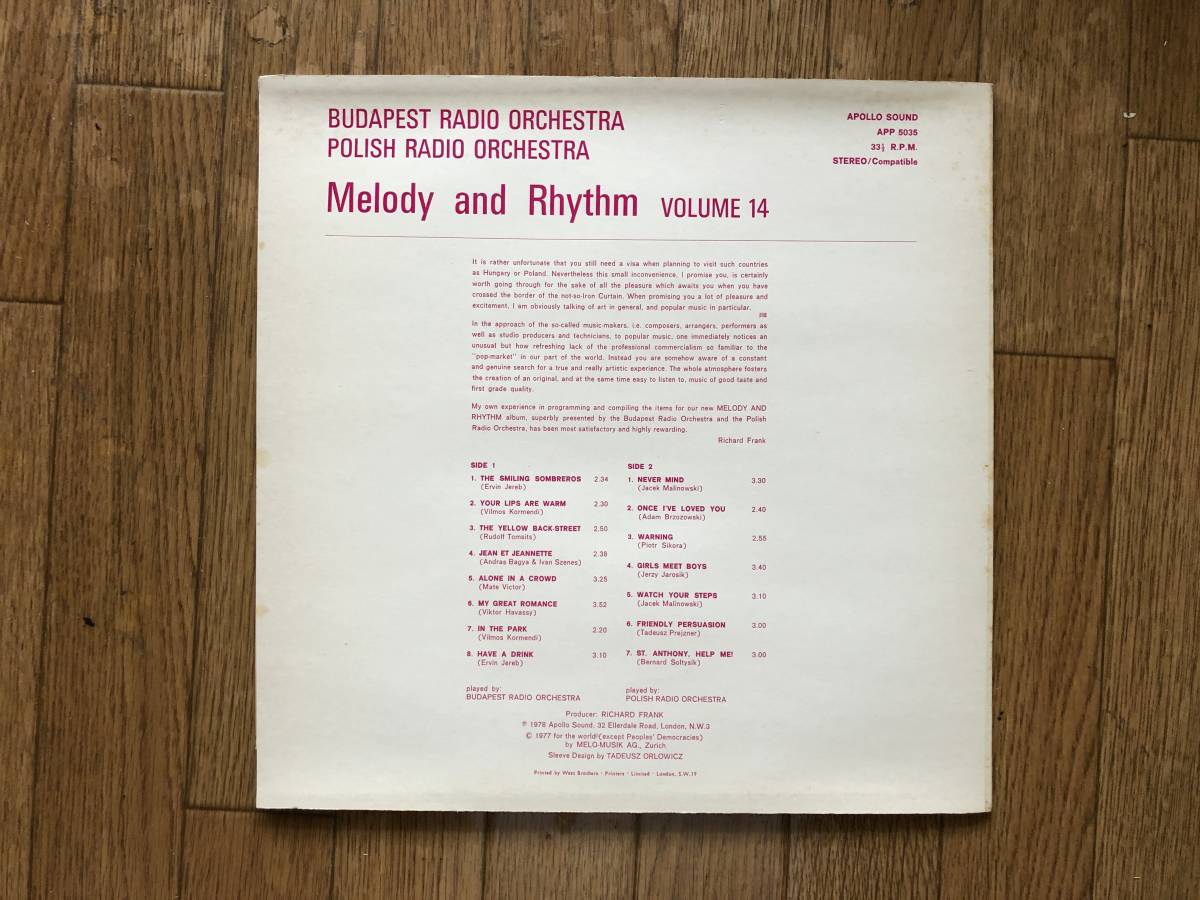 BUDAPEST RADIO ORCHESTRA
POLISH RADIO ORCHESTRA
Melody and Rhythm VOLUME 14
APOLLO SOUND
APP 5035
33⅓ R.P.M.
STEREO/Compatible
It is rather unfortunate that you still need a visa when planning to visit such countries
as Hungary or Poland. Nevertheless this small inconvenience, I promise you, is certainly
worth going through for the sake of all the pleasure which awaits you when you have
crossed the border of the not-so-Iron Curtain. When promising you a lot of pleasure and
excitement, I am obviously talking of art in general, and popular music in particular.
In the approach of the so-called music-makers, i.e. composers, arrangers, performers as
well as studio producers and technicians, to popular music, one immediately notices an
unusual but how refreshing lack of the professional commercialism so familiar to the
"pop-market" in our part of the world. Instead you are somehow aware of a constant
and genuine search for a true and really artistic experience. The whole atmosphere fosters
the creation of an original, and at the same time easy to listen to, music of good taste and
first grade quality.
My own experience in programming and compiling the items for our new MELODY AND
RHYTHM album, superbly presented by the Budapest Radio Orchestra and the Polish
Radio Orchestra, has been most satisfactory and highly rewarding.
Richard Frank
SIDE 1
1. THE SMILING SOMBREROS 2.34
(Ervin Jereb)
2. YOUR LIPS ARE WARM 2.30
(Vilmos Kormendi)
3. THE YELLOW BACK-STREET 2.50
(Rudolf Tomsits)
4. JEAN ET JEANNETTE 2.38
(Andras Bagya & Ivan Szenes)
5. ALONE IN A CROWD 3.25
(Mate Victor)
6. MY GREAT ROMANCE 3.52
(Viktor Havassy)
7. IN THE PARK 2.20
(Vilmos Kormendi)
8. HAVE A DRINK 3.10
(Ervin Jereb)
played by:
BUDAPEST RADIO ORCHESTRA
SIDE 2
1. NEVER MIND 3.30
(Jacek Malinowski)
2. ONCE I'VE LOVED YOU 2.40
(Adam Brzozowski)
3. WARNING 2.55
(Piotr Sikora)
4. GIRLS MEET BOYS 3.40
(Jerzy Jarosik)
5. WATCH YOUR STEPS 3.10
(Jacek Malinowski)
6. FRIENDLY PERSUASION 3.00
(Tadeusz Prejzner)
7. ST. ANTHONY, HELP ME! 3.00
(Bernard Soltysik)
played by:
POLISH RADIO ORCHESTRA
Producer: RICHARD FRANK
℗ 1978 Apollo Sound, 32 Ellerdale Road, London, N.W.3
© 1977 for the world (except Peoples' Democracies)
by MELO-MUSIK AG., Zurich
Sleeve Design by TADEUSZ ORLOWICZ
Printed by West Brothers · Printers · Limited · London, S.W.19